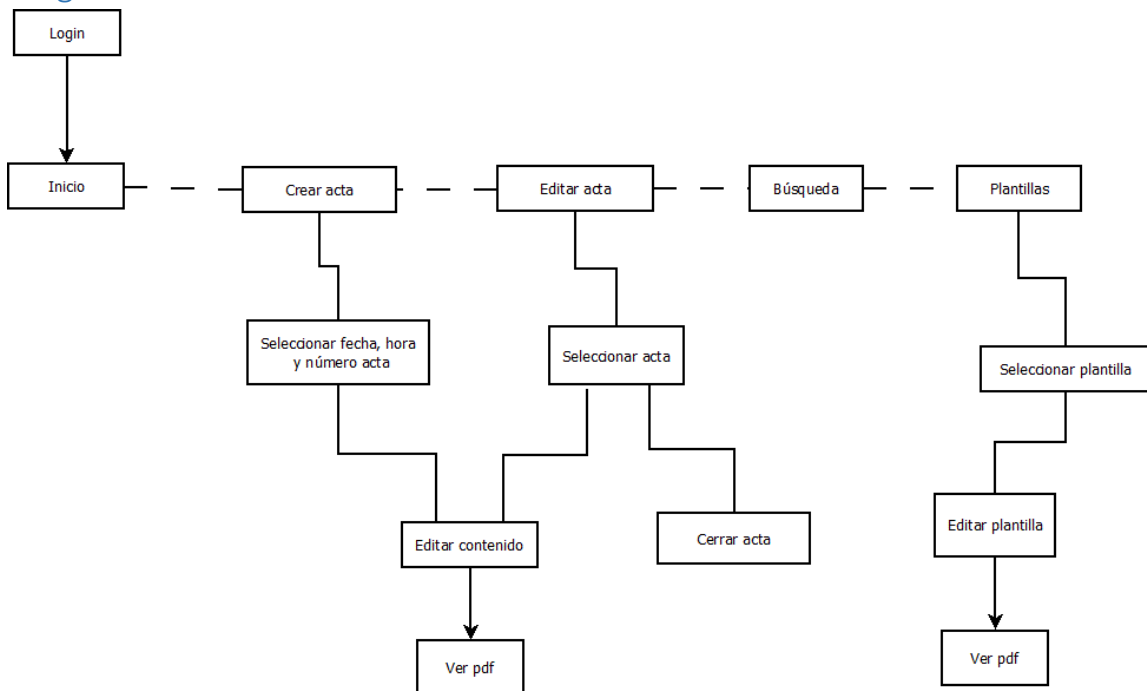 Login
Inicio
Crear acta
Editar acta
Búsqueda
Plantillas
Seleccionar fecha, hora
y número acta
Seleccionar acta
Seleccionar plantilla
Editar contenido
Cerrar acta
Editar plantilla
Ver pdf
Ver pdf